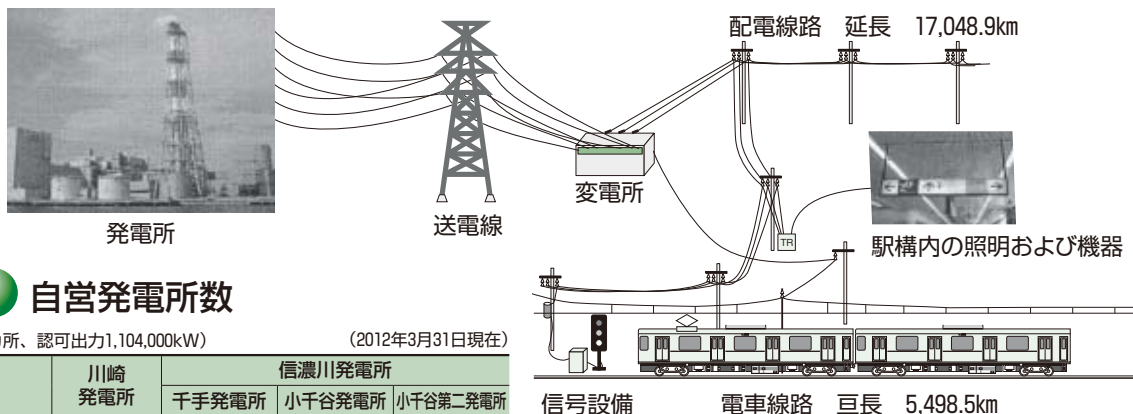 配電線路 延長 17,048.9km
変電所
送電線
発電所
TR
駅構内の照明および機器
自営発電所数
所、認可出力1,104,000kW)
(2012年3月31日現在)
川崎
発電所
信濃川発電所
千手発電所 小千谷発電所 小千谷第二発電所
信号設備
電車線路 亘長 5,498.5km